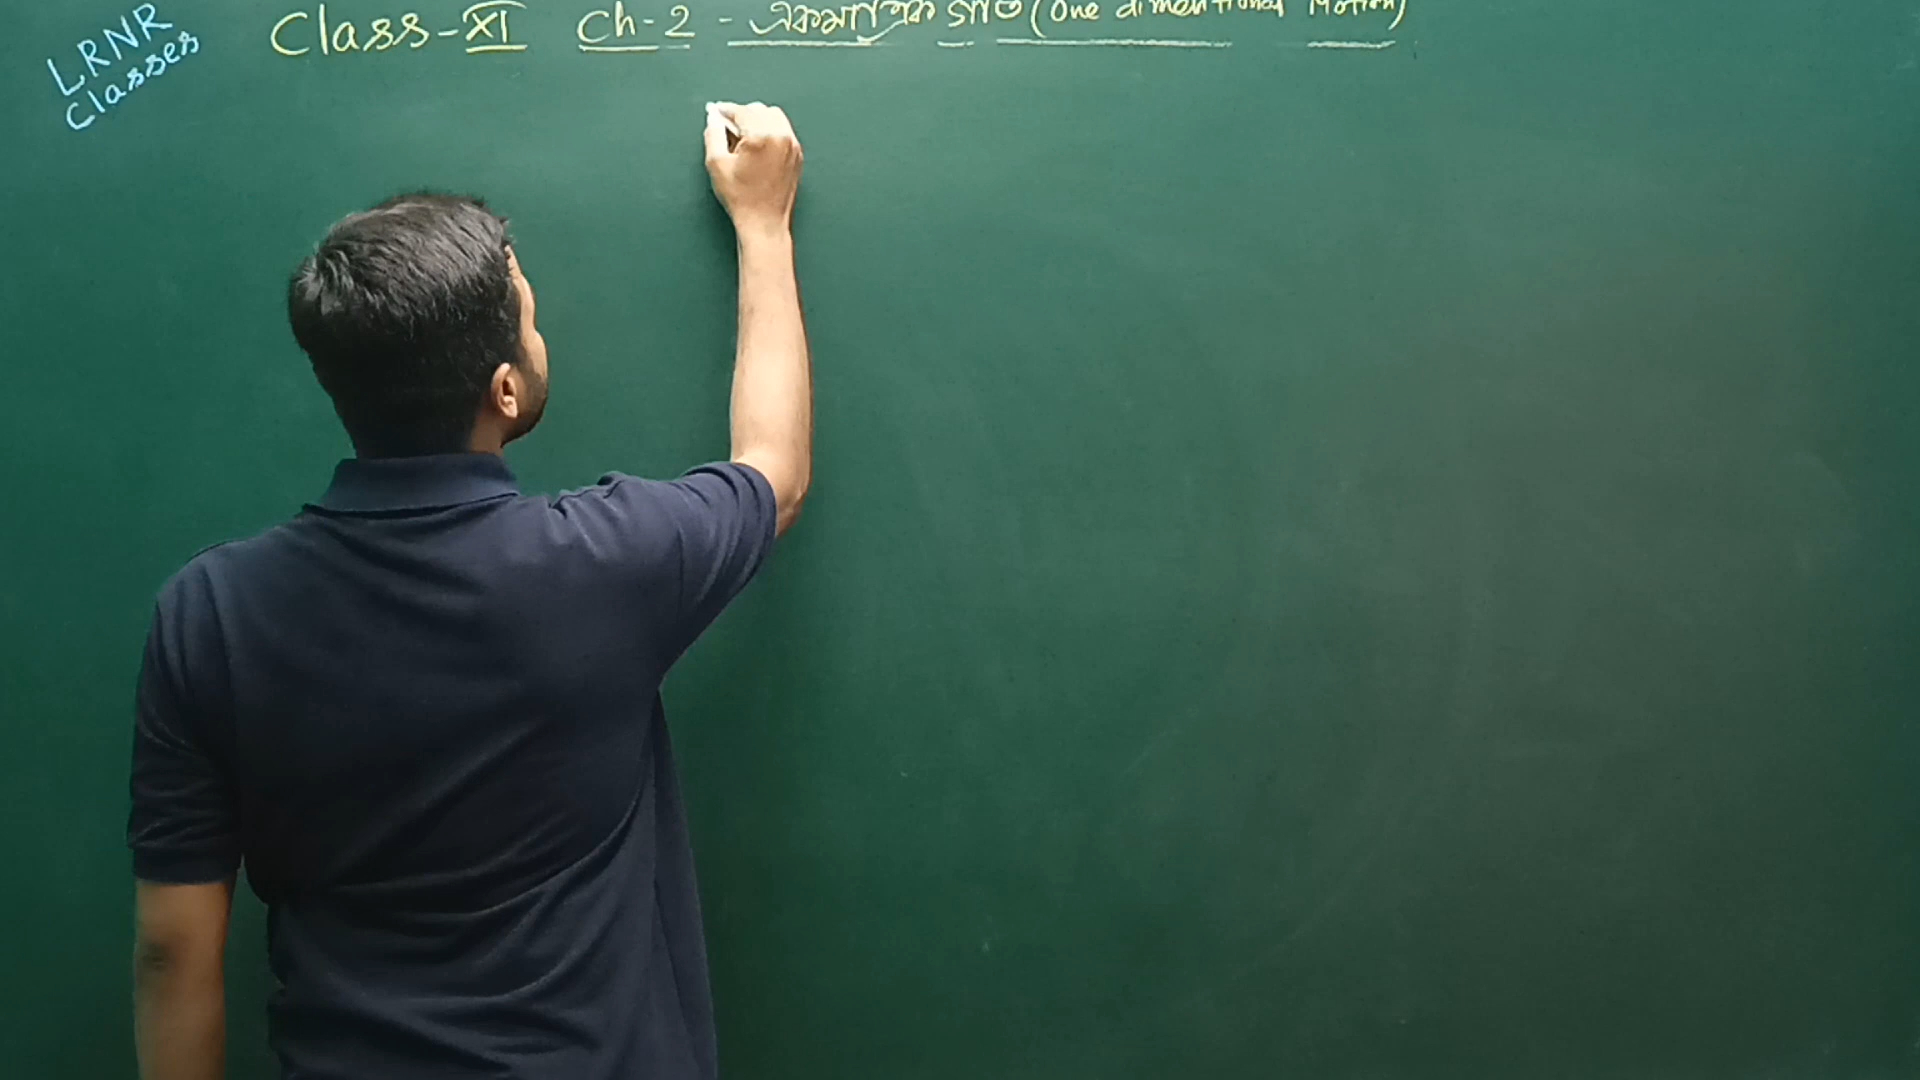 LRNR
Classes
Class-XI Ch-2 - একমাত্রিক গতি (One dimentional Motion)